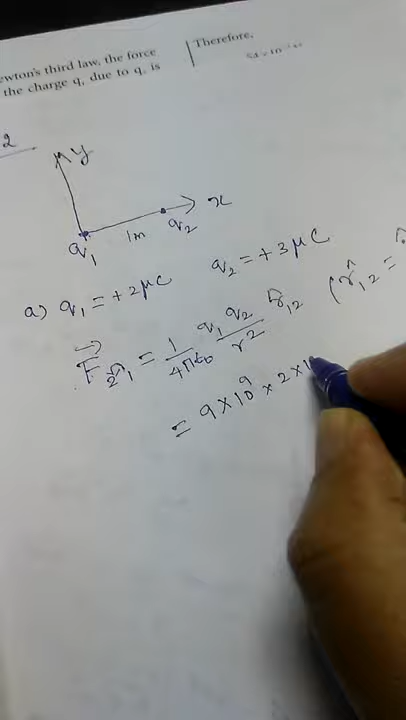 ewton's third law, the force
the charge q, due to q, is
Therefore,
2
y
x
q₁
1m
q₂
a) q₁ = +2μC q₂ = +3μC
F⃗₂₁ = 1/4πε₀ q₁ q₂/r² r̂₁₂ (r̂₁₂ =
= 9 × 10⁹ × 2 × 1